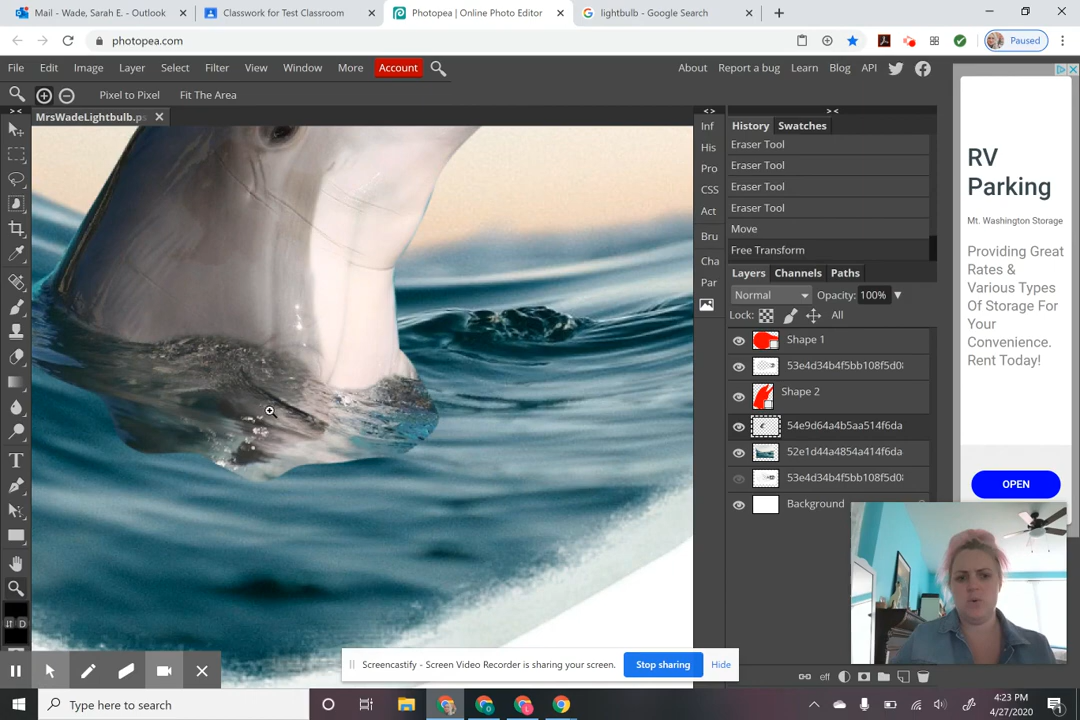 Mail - Wade, Sarah E. - Outlook
Classwork for Test Classroom
Photopea | Online Photo Editor
lightbulb - Google Search
photopea.com
Paused
File Edit Image Layer Select Filter View Window More Account
About Report a bug Learn Blog API
Pixel to Pixel Fit The Area
MrsWadeLightbulb.ps
Inf
His
Pro
CSS
Act
Bru
Cha
Par
History Swatches
Eraser Tool
Eraser Tool
Eraser Tool
Eraser Tool
Move
Free Transform
Layers Channels Paths
Normal Opacity: 100%
Lock: All
Shape 1
53e4d34b4f5bb108f5d08
Shape 2
54e9d64a4b5aa514f6da
52e1d44a4854a414f6da
53e4d34b4f5bb108f5d08
Background
eff
D
RV
Parking
Mt. Washington Storage
Providing Great
Rates &
Various Types
Of Storage For
Your
Convenience.
Rent Today!
OPEN
Screencastify - Screen Video Recorder is sharing your screen.
Stop sharing
Hide
Type here to search
4:23 PM
4/27/2020